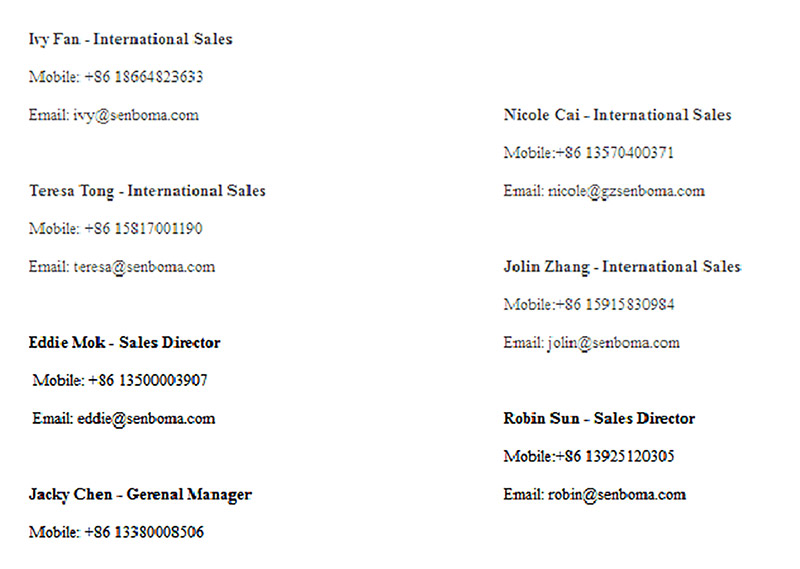 Ivy Fan - International Sales
Mobile: +86 18664823633
Email: ivy@senboma.com
Teresa Tong - International Sales
Mobile: +86 15817001190
Email: teresa@senboma.com
Eddie Mok - Sales Director
Mobile: +86 13500003907
Email: eddie@senboma.com
Jacky Chen - Gerenal Manager
Mobile: +86 13380008506
Nicole Cai - International Sales
Mobile:+86 13570400371
Email: nicole@gzsenboma.com
Jolin Zhang - International Sales
Mobile:+86 15915830984
Email: jolin@senboma.com
Robin Sun - Sales Director
Mobile:+86 13925120305
Email: robin@senboma.com